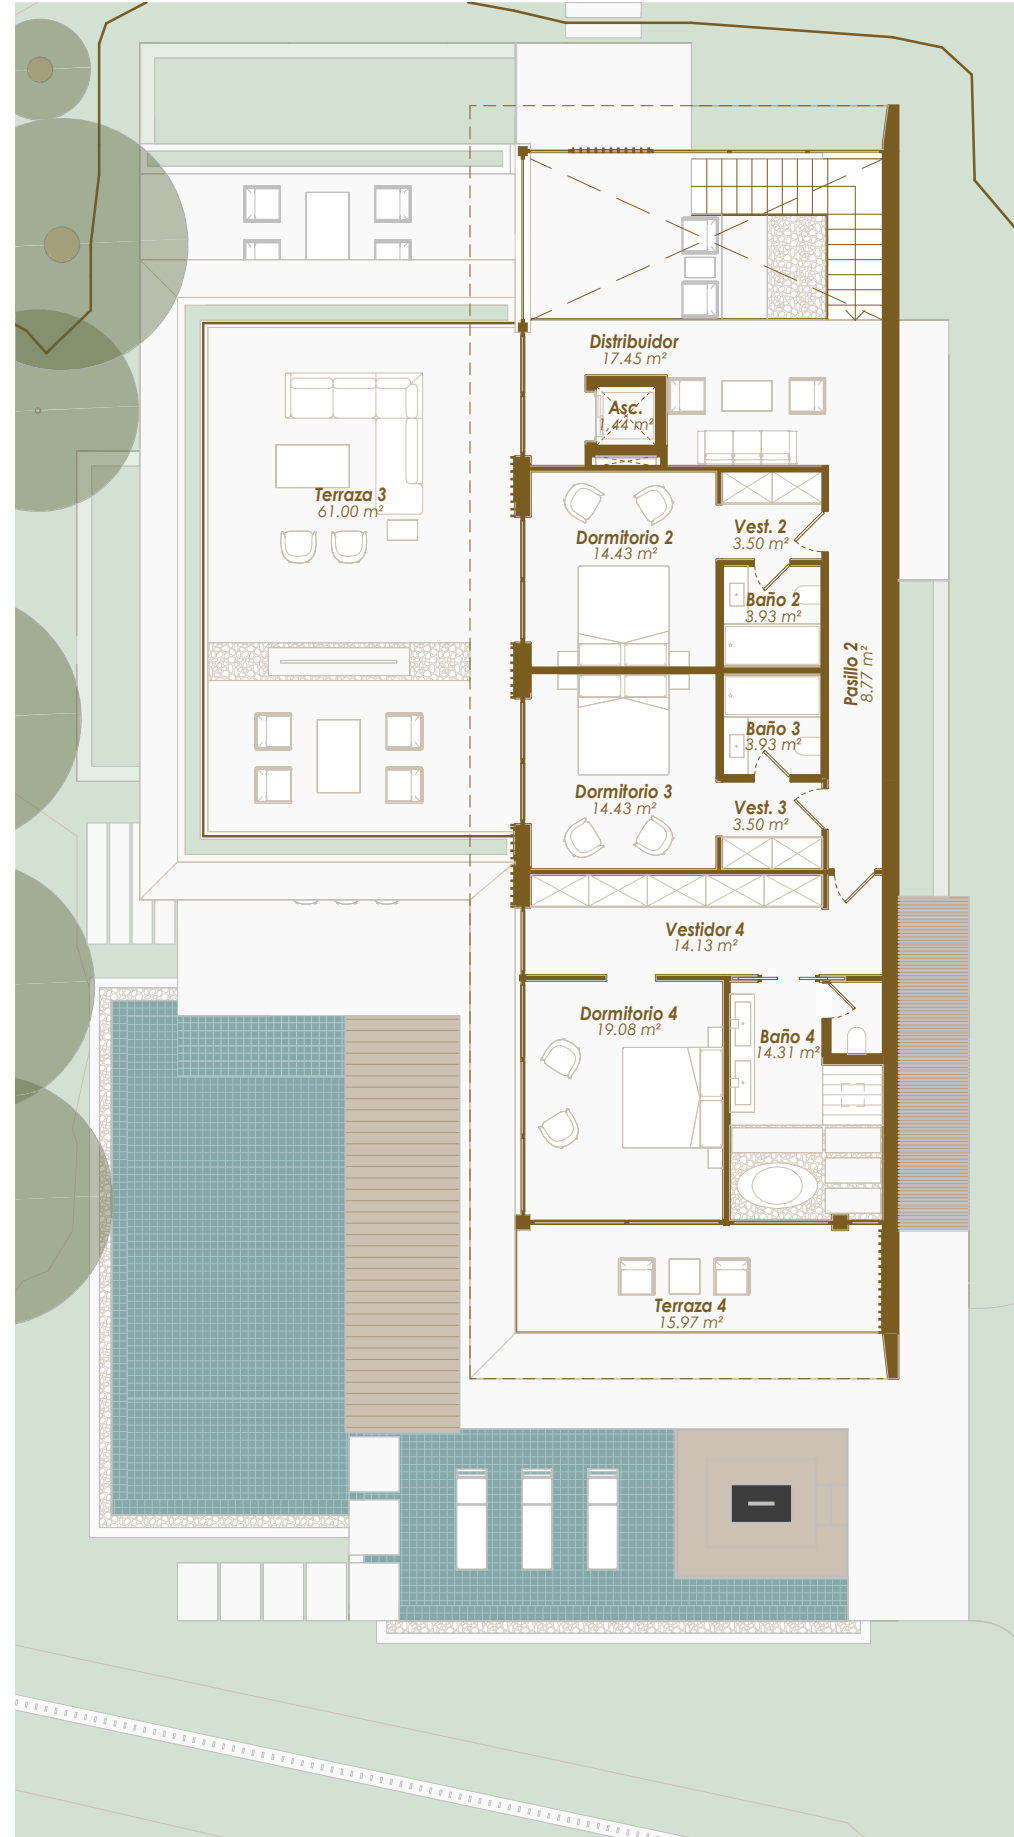 Distribuidor
17.45 m²
Asc.
1.44 m²
Terraza 3
61.00 m²
Dormitorio 2
14.43 m²
Vest. 2
3.50 m²
Baño 2
3.93 m²
Pasillo 2
8.77 m²
Baño 3
3.93 m²
Dormitorio 3
14.43 m²
Vest. 3
3.50 m²
Vestidor 4
14.13 m²
Dormitorio 4
19.08 m²
Baño 4
14.31 m²
Terraza 4
15.97 m²